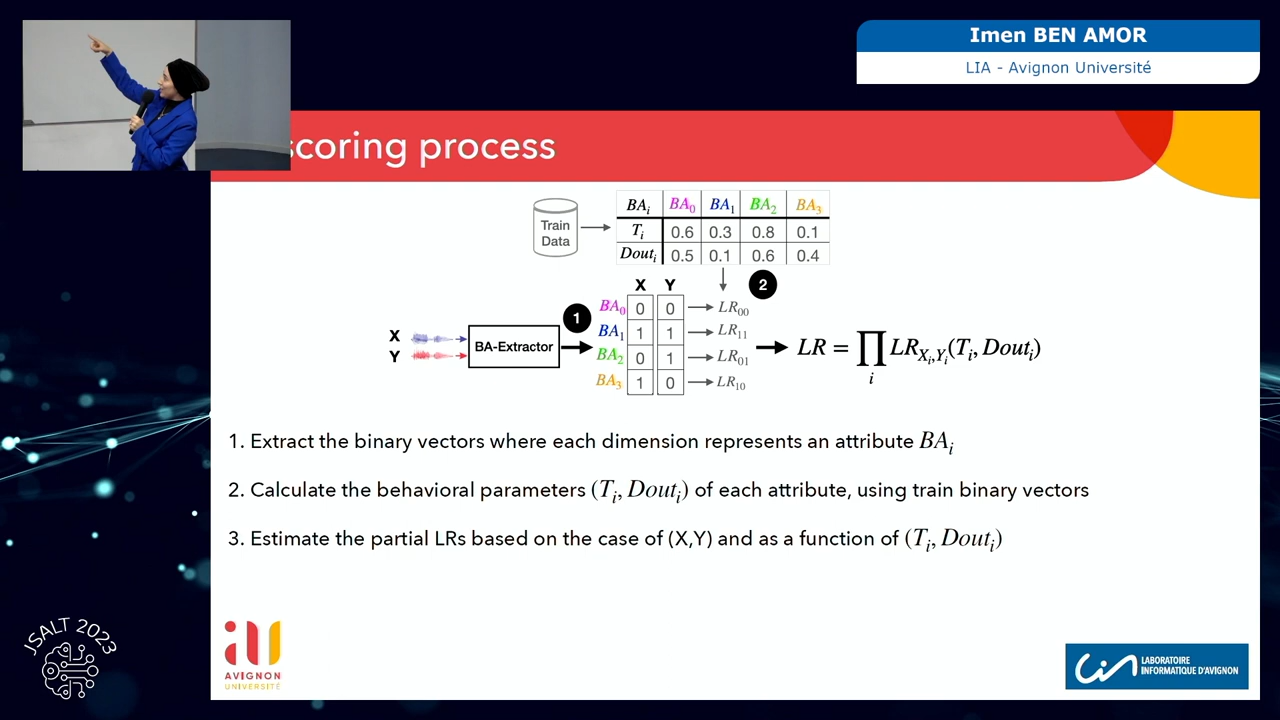 Imen BEN AMOR
LIA - Avignon Université
scoring process
Train Data
BAi BA0 BA1 BA2 BA3
Ti 0.6 0.3 0.8 0.1
Douti 0.5 0.1 0.6 0.4
X Y
2
1
BA0 0 0 LR00
BA1 1 1 LR11
BA2 0 1 LR01
BA3 1 0 LR10
X
Y
BA-Extractor
LR = ∏i LRXi,Yi(Ti, Douti)
1. Extract the binary vectors where each dimension represents an attribute BAi
2. Calculate the behavioral parameters (Ti, Douti) of each attribute, using train binary vectors
3. Estimate the partial LRs based on the case of (X,Y) and as a function of (Ti, Douti)
JSALT 2023
AVIGNON
UNIVERSITÉ
LIA
LABORATOIRE
INFORMATIQUE D'AVIGNON